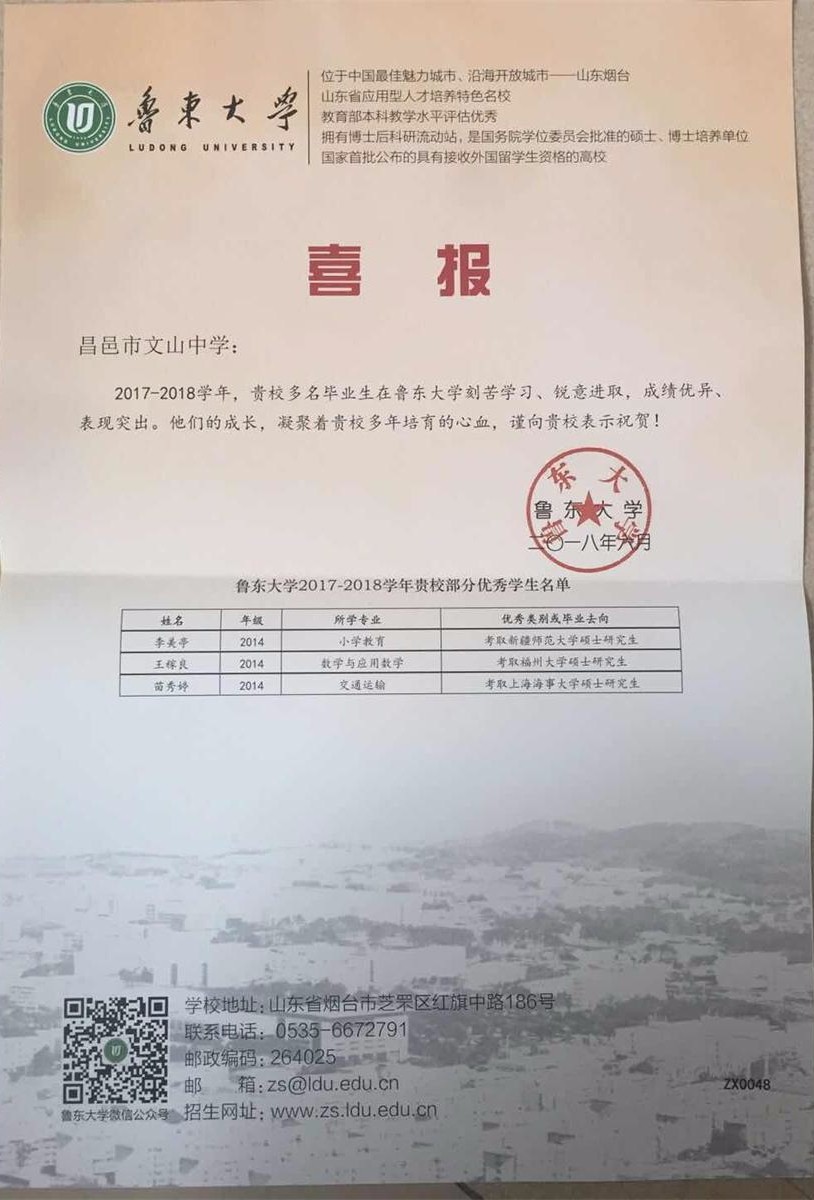 魯東大学
LUDONG UNIVERSITY
位于中国最佳魅力城市、沿海开放城市——山东烟台
山东省应用型人才培养特色名校
教育部本科教学水平评估优秀
拥有博士后科研流动站，是国务院学位委员会批准的硕士、博士培养单位
国家首批公布的具有接收外国留学生资格的高校
喜 报
昌邑市文山中学：
2017-2018学年，贵校多名毕业生在鲁东大学刻苦学习、锐意进取，成绩优异、
表现突出。他们的成长，凝聚着贵校多年培育的心血，谨向贵校表示祝贺！
鲁东大学
鲁东大学
二〇一八年六月
鲁东大学2017-2018学年贵校部分优秀学生名单
姓名 年级 所学专业 优秀类别或毕业去向
李美亭 2014 小学教育 考取新疆师范大学硕士研究生
王稼良 2014 数学与应用数学 考取福州大学硕士研究生
苗秀婷 2014 交通运输 考取上海海事大学硕士研究生
学校地址：山东省烟台市芝罘区红旗中路186号
联系电话：0535-6672791
邮政编码：264025
邮 箱：zs@ldu.edu.cn
招生网址：www.zs.ldu.edu.cn
鲁东大学微信公众号
ZX0048